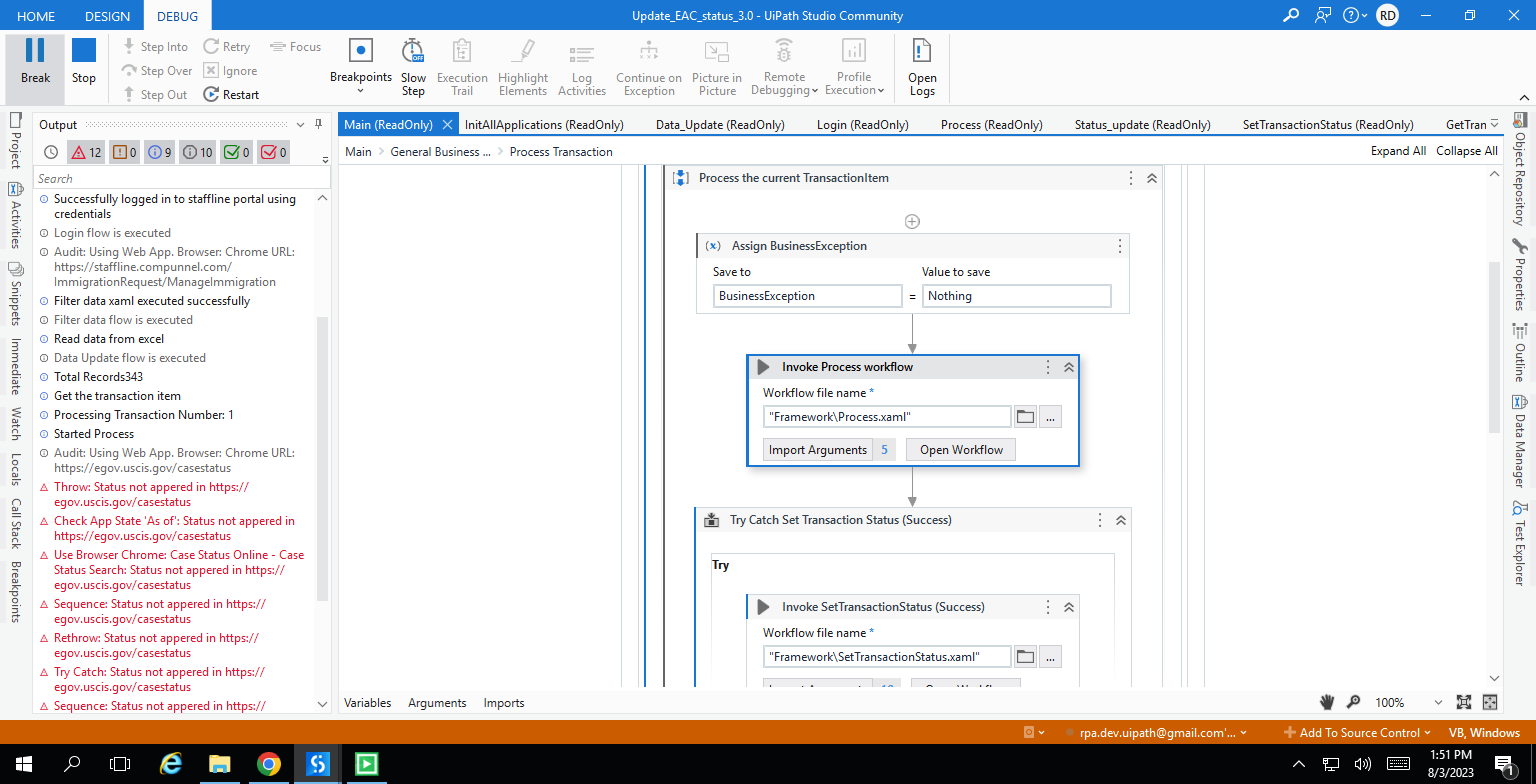 HOME DESIGN DEBUG
Update_EAC_status_3.0 - UiPath Studio Community
RD
Break
Stop
Step Into
Step Over
Step Out
Retry
Ignore
Restart
Focus
Breakpoints
Slow
Step
Execution
Trail
Highlight
Elements
Log
Activities
Continue on
Exception
Picture in
Picture
Remote
Debugging
Profile
Execution
Open
Logs
Project
Activities
Snippets
Immediate
Watch
Locals
Call Stack
Breakpoints
Output
12 0 9 10 0 0
Search
Successfully logged in to staffline portal using
credentials
Login flow is executed
Audit: Using Web App. Browser: Chrome URL:
https://staffline.compunnel.com/
ImmigrationRequest/ManageImmigration
Filter data xaml executed successfully
Filter data flow is executed
Read data from excel
Data Update flow is executed
Total Records343
Get the transaction item
Processing Transaction Number: 1
Started Process
Audit: Using Web App. Browser: Chrome URL:
https://egov.uscis.gov/casestatus
Throw: Status not appered in https://
egov.uscis.gov/casestatus
Check App State 'As of': Status not appered in
https://egov.uscis.gov/casestatus
Use Browser Chrome: Case Status Online - Case
Status Search: Status not appered in https://
egov.uscis.gov/casestatus
Sequence: Status not appered in https://
egov.uscis.gov/casestatus
Rethrow: Status not appered in https://
egov.uscis.gov/casestatus
Try Catch: Status not appered in https://
egov.uscis.gov/casestatus
Sequence: Status not appered in https://
Main (ReadOnly) InitAllApplications (ReadOnly) Data_Update (ReadOnly) Login (ReadOnly) Process (ReadOnly) Status_update (ReadOnly) SetTransactionStatus (ReadOnly) GetTran
Main > General Business ... > Process Transaction
Expand All Collapse All
Process the current TransactionItem
(x) Assign BusinessException
Save to Value to save
BusinessException = Nothing
Invoke Process workflow
Workflow file name *
"Framework\Process.xaml" ...
Import Arguments 5 Open Workflow
Try Catch Set Transaction Status (Success)
Try
Invoke SetTransactionStatus (Success)
Workflow file name *
"Framework\SetTransactionStatus.xaml" ...
Variables Arguments Imports
100%
Object Repository
Properties
Outline
Data Manager
Test Explorer
rpa.dev.uipath@gmail.com'...
Add To Source Control
VB, Windows
1:51 PM
8/3/2023
1